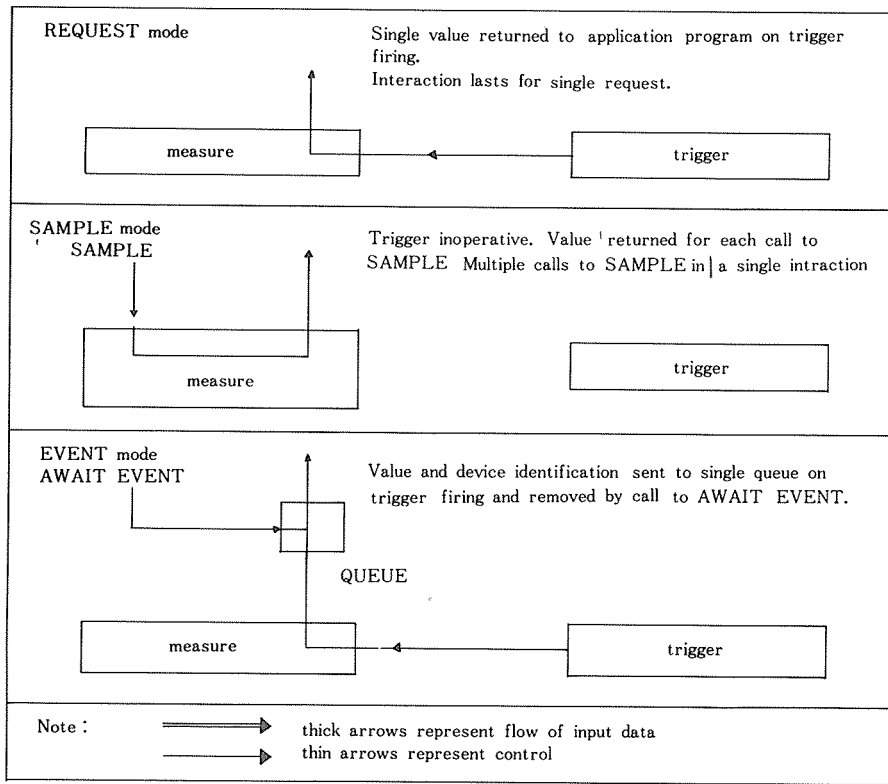 REQUEST mode
Single value returned to application program on trigger
firing.
Interaction lasts for single request.
measure
trigger
SAMPLE mode
SAMPLE
Trigger inoperative. Value returned for each call to
SAMPLE Multiple calls to SAMPLE in a single intraction
measure
trigger
EVENT mode
AWAIT EVENT
Value and device identification sent to single queue on
trigger firing and removed by call to AWAIT EVENT.
QUEUE
measure
trigger
Note :
thick arrows represent flow of input data
thin arrows represent control